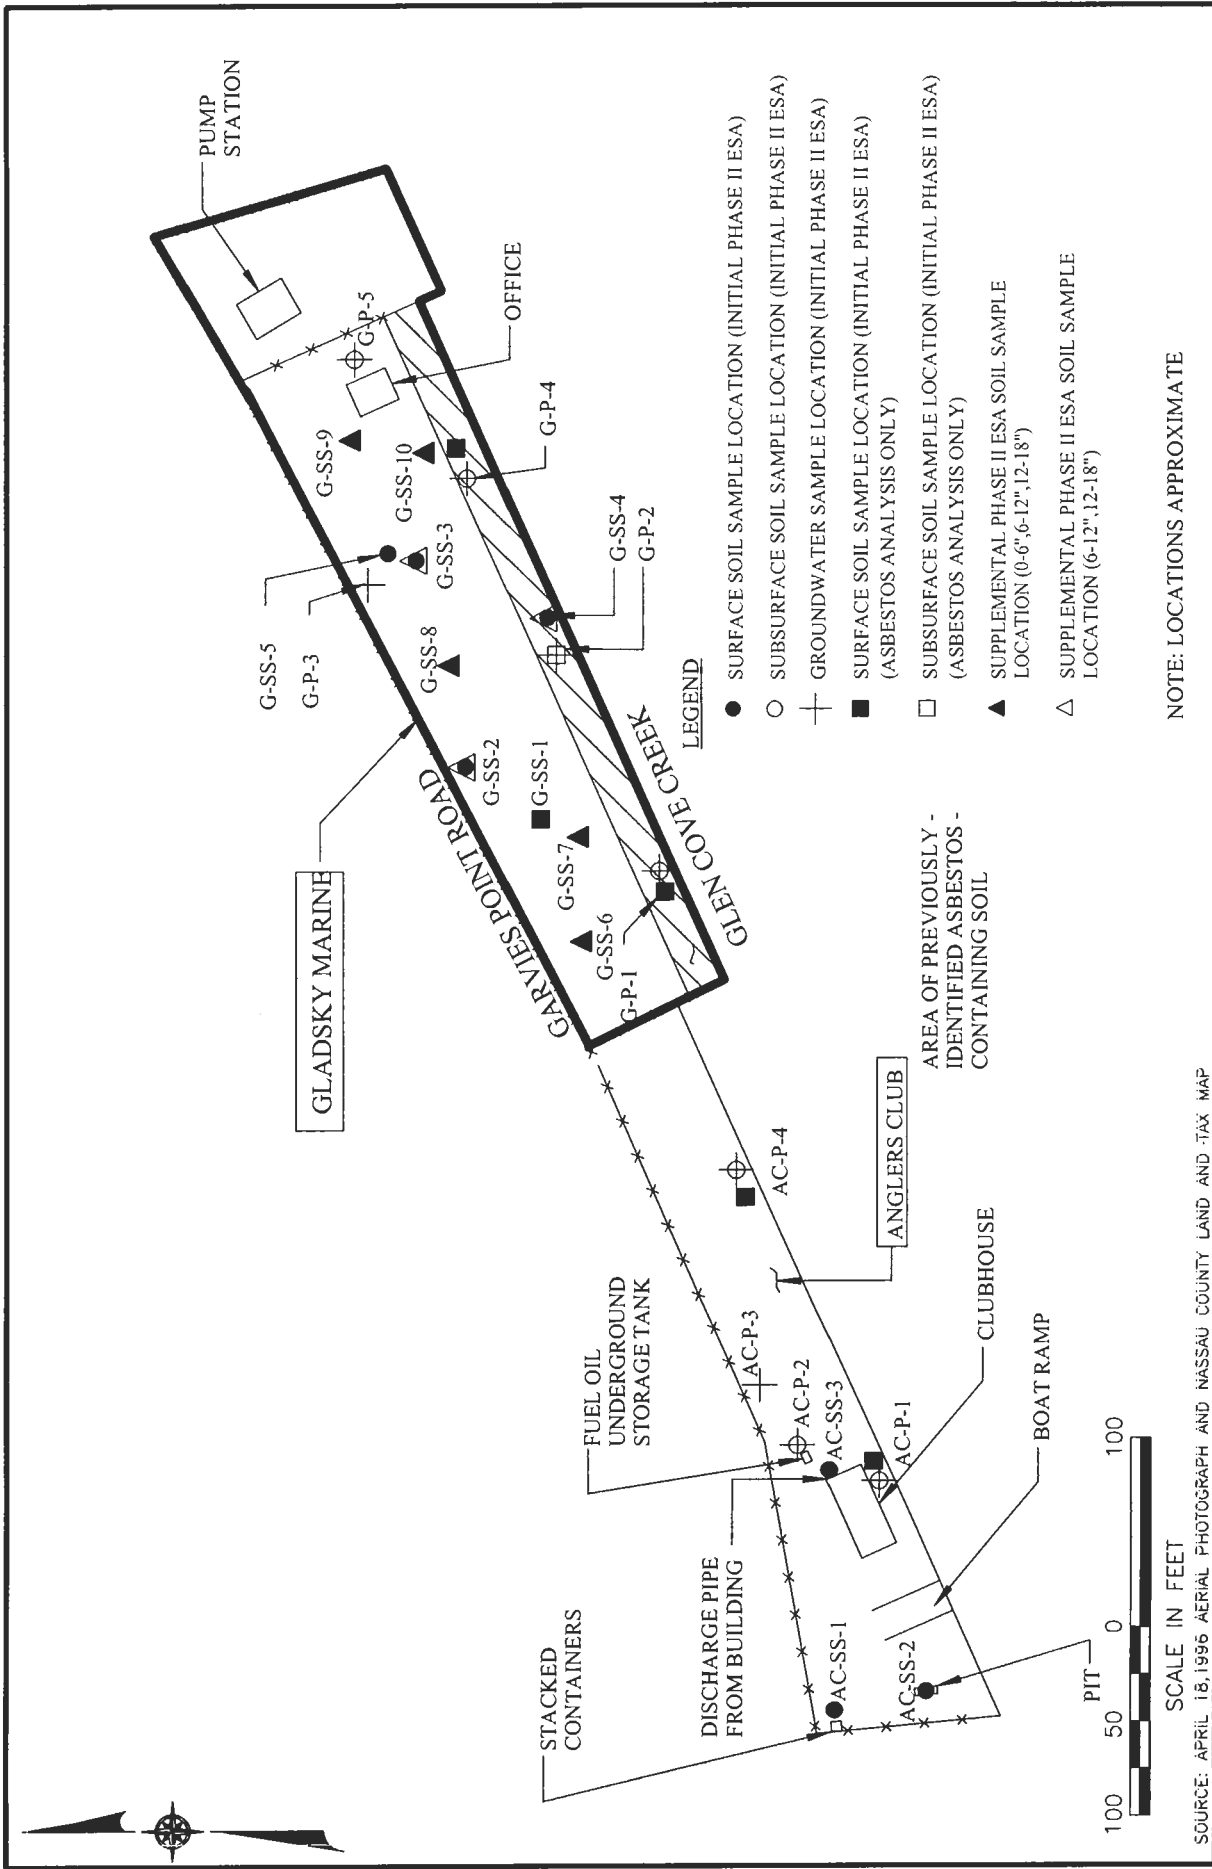 PUMP
STATION
G-P-5
OFFICE
G-SS-9
G-SS-10
G-P-4
G-SS-5
G-P-3
G-SS-3
G-SS-4
G-P-2
G-SS-8
GLADSKY MARINE
GARVIES POINT ROAD
G-SS-2
G-SS-1
G-SS-7
G-SS-6
G-P-1
GLEN COVE CREEK
AC-P-4
ANGLERS CLUB
AREA OF PREVIOUSLY -
IDENTIFIED ASBESTOS -
CONTAINING SOIL
FUEL OIL
UNDERGROUND
STORAGE TANK
AC-P-3
AC-P-2
AC-SS-3
AC-P-1
CLUBHOUSE
BOAT RAMP
DISCHARGE PIPE
FROM BUILDING
STACKED
CONTAINERS
AC-SS-1
AC-SS-2
PIT
LEGEND
SURFACE SOIL SAMPLE LOCATION (INITIAL PHASE II ESA)
SUBSURFACE SOIL SAMPLE LOCATION (INITIAL PHASE II ESA)
GROUNDWATER SAMPLE LOCATION (INITIAL PHASE II ESA)
SURFACE SOIL SAMPLE LOCATION (INITIAL PHASE II ESA)
(ASBESTOS ANALYSIS ONLY)
SUBSURFACE SOIL SAMPLE LOCATION (INITIAL PHASE II ESA)
(ASBESTOS ANALYSIS ONLY)
SUPPLEMENTAL PHASE II ESA SOIL SAMPLE
LOCATION (0-6",6-12",12-18")
SUPPLEMENTAL PHASE II ESA SOIL SAMPLE
LOCATION (6-12",12-18")
NOTE: LOCATIONS APPROXIMATE
100 50 0 100
SCALE IN FEET
SOURCE: APRIL 18,1996 AERIAL PHOTOGRAPH AND NASSAU COUNTY LAND AND TAX MAP